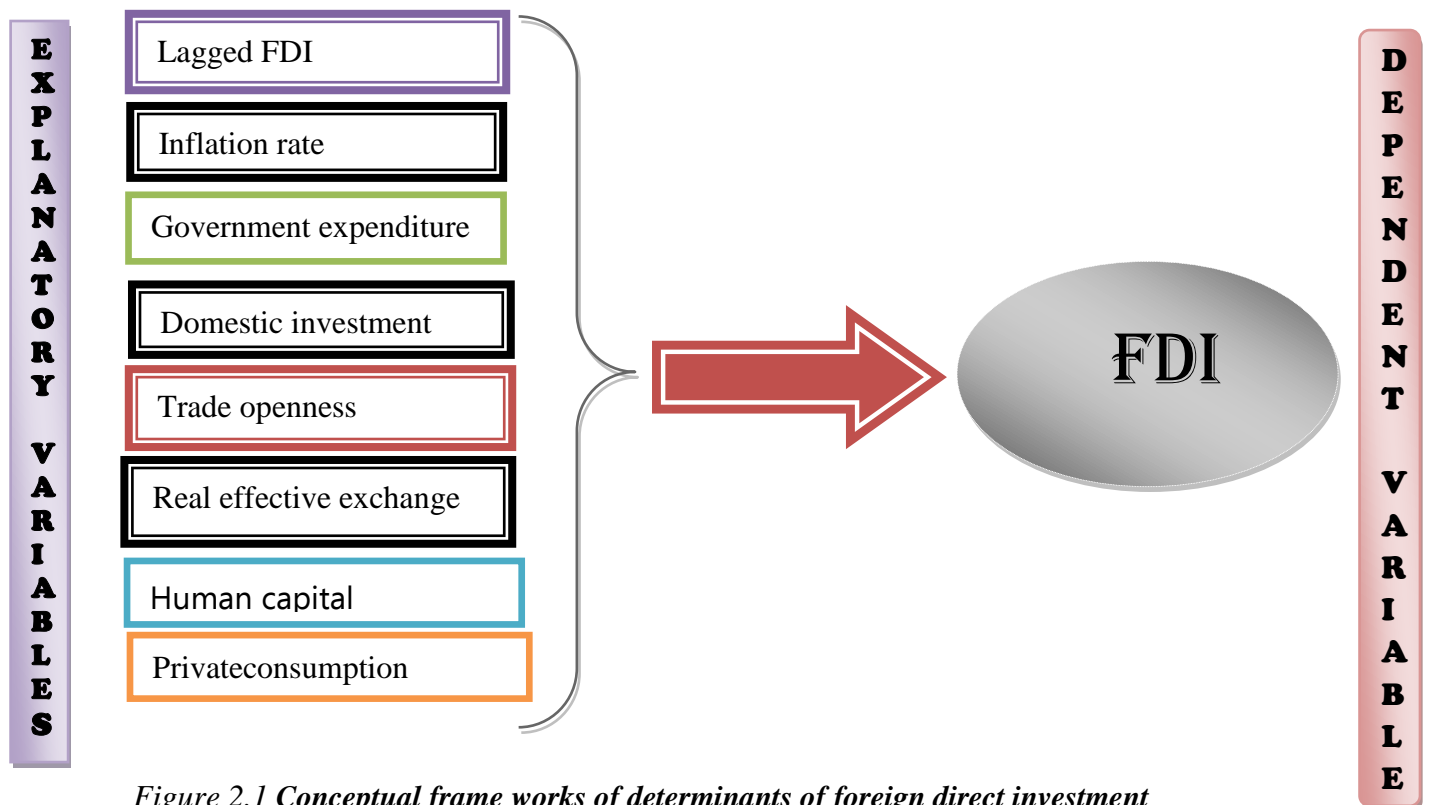 EXPLANATORY VARIABLES
Lagged FDI
Inflation rate
Government expenditure
Domestic investment
Trade openness
Real effective exchange
Human capital
Privateconsumption
FDI
DEPENDENT VARIABLE
Figure 2.1 Conceptual frame works of determinants of foreign direct investment